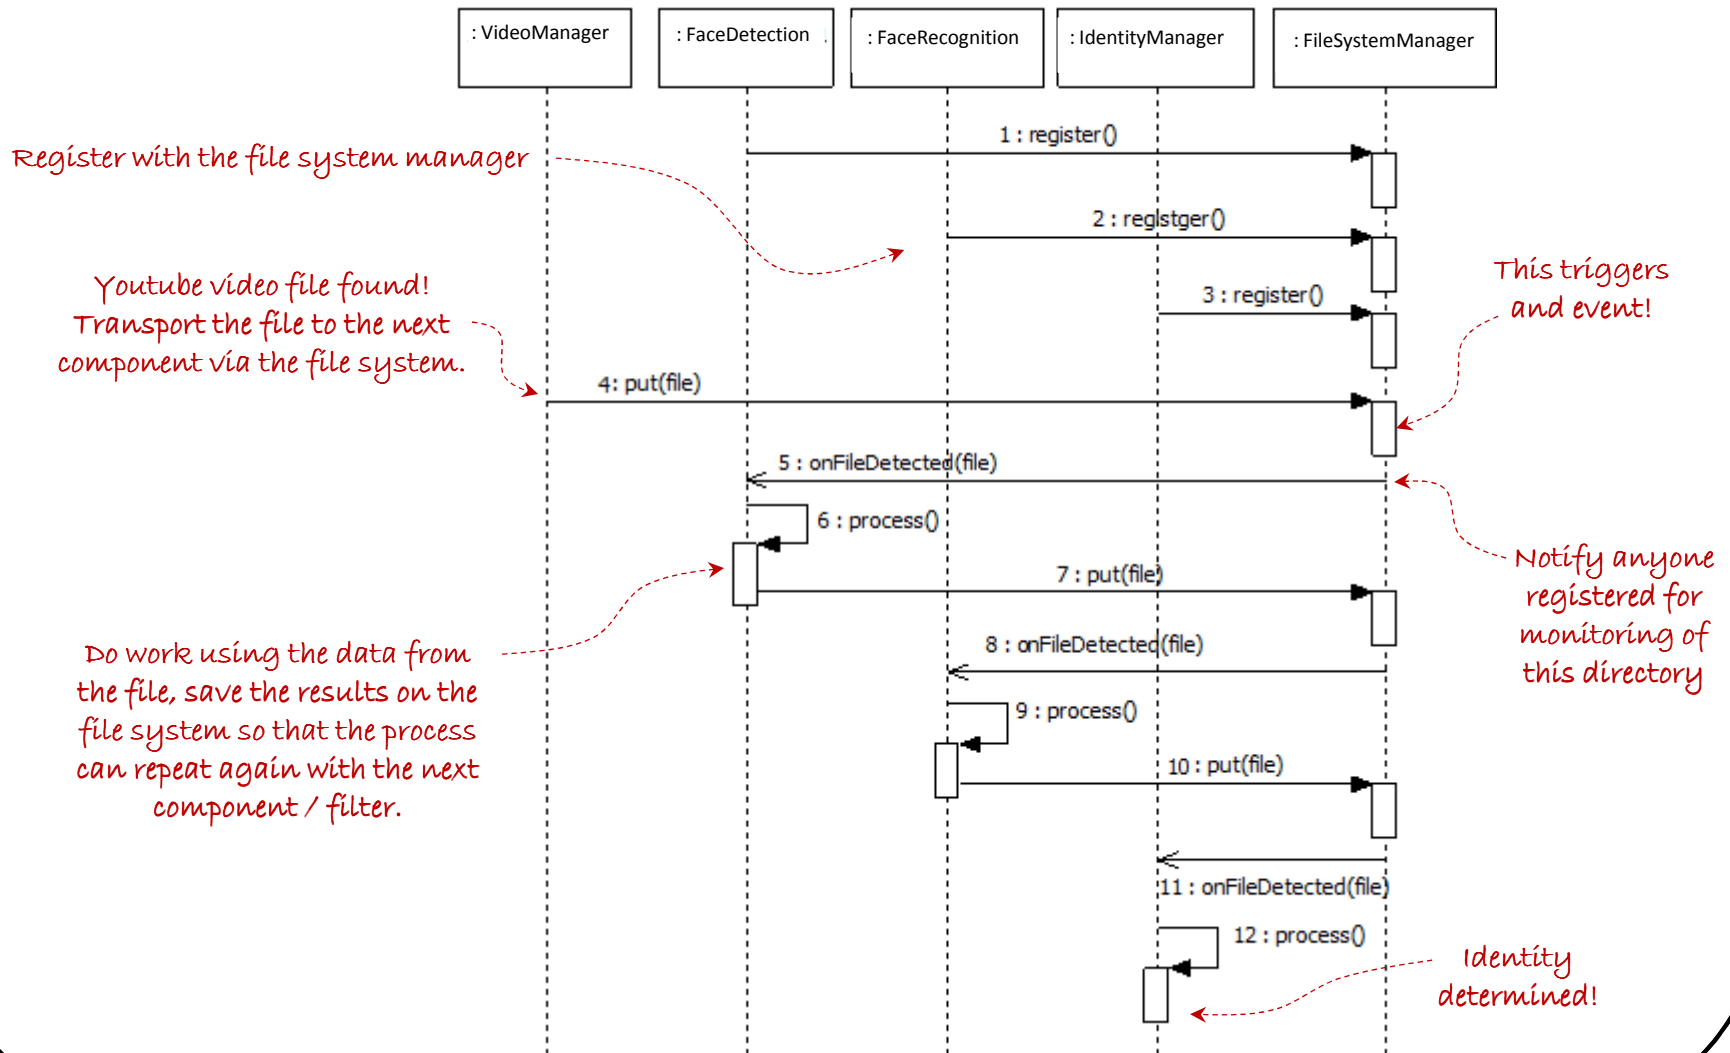 : VideoManager
: FaceDetection
: FaceRecognition
: IdentityManager
: FileSystemManager
1 : register()
Register with the file system manager
2 : registger()
Youtube video file found!
Transport the file to the next
component via the file system.
This triggers
and event!
3 : register()
4: put(file)
5 : onFileDetected(file)
6 : process()
Notify anyone
registered for
monitoring of
this directory
7 : put(file)
8 : onFileDetected(file)
Do work using the data from
the file, save the results on the
file system so that the process
can repeat again with the next
component / filter.
9 : process()
10 : put(file)
11 : onFileDetected(file)
12 : process()
Identity
determined!